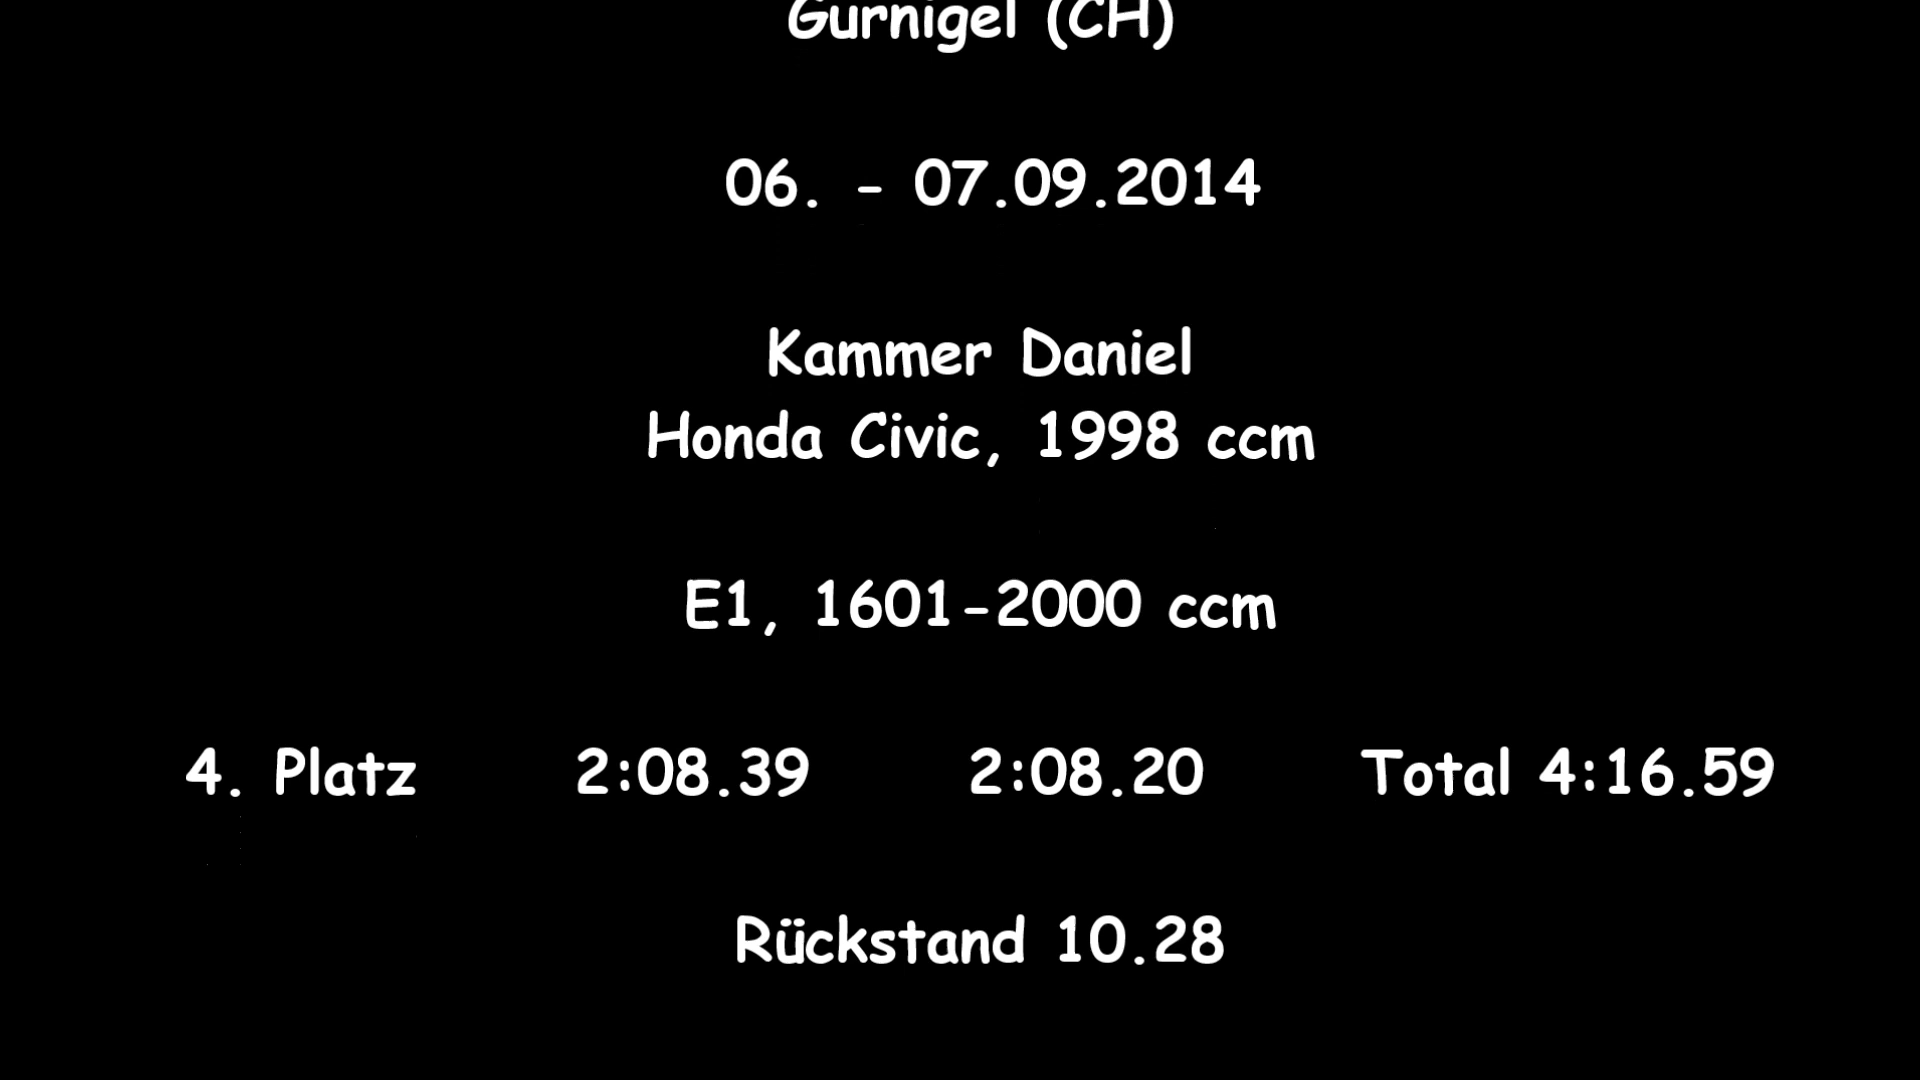 Gurnigel (CH)
06. - 07.09.2014
Kammer Daniel
Honda Civic, 1998 ccm
E1, 1601-2000 ccm
4. Platz 2:08.39 2:08.20 Total 4:16.59
Rückstand 10.28